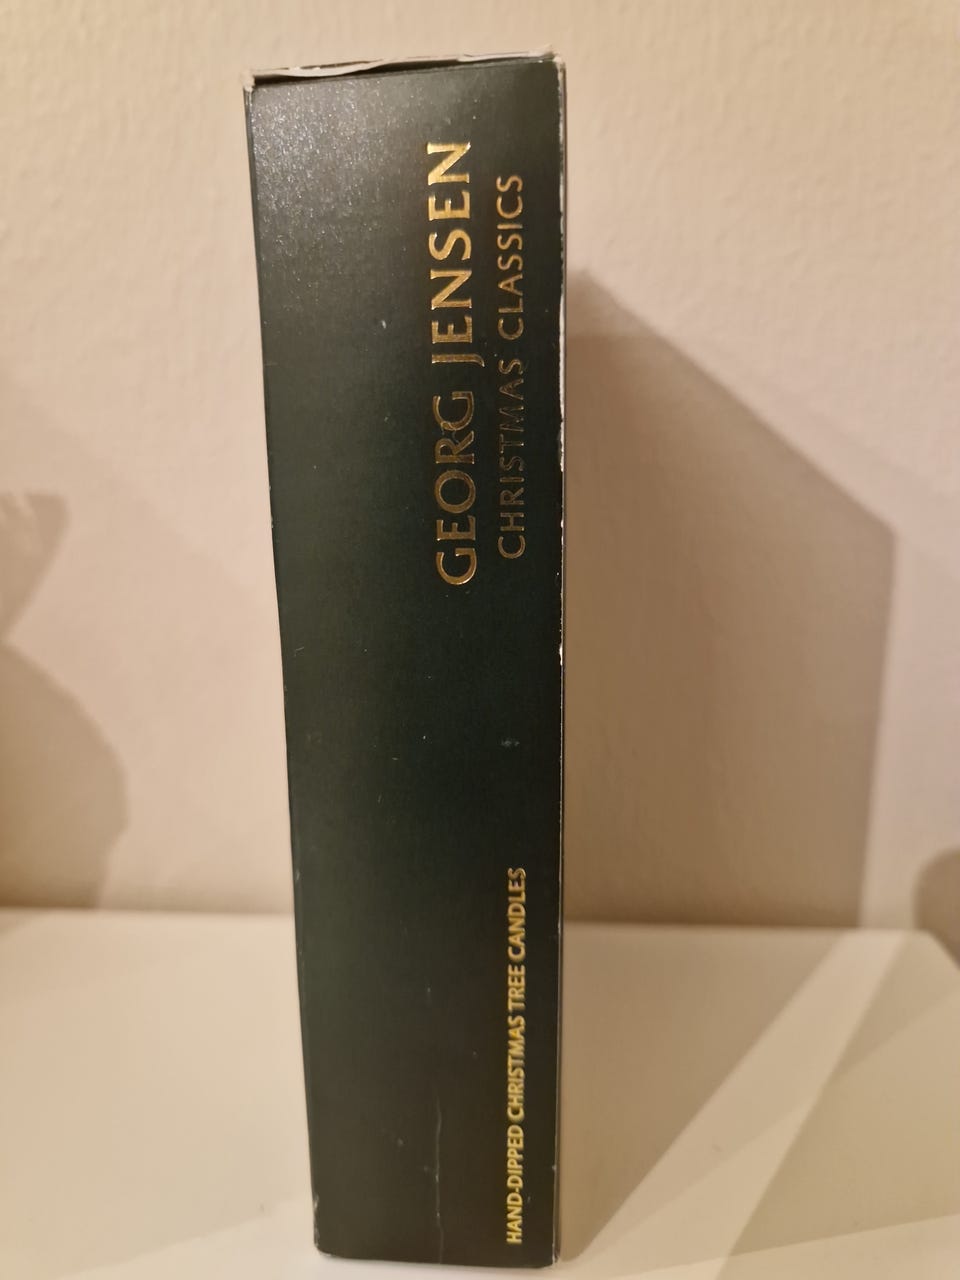 GEORG JENSEN
CHRISTMAS CLASSICS
HAND-DIPPED CHRISTMAS TREE CANDLES